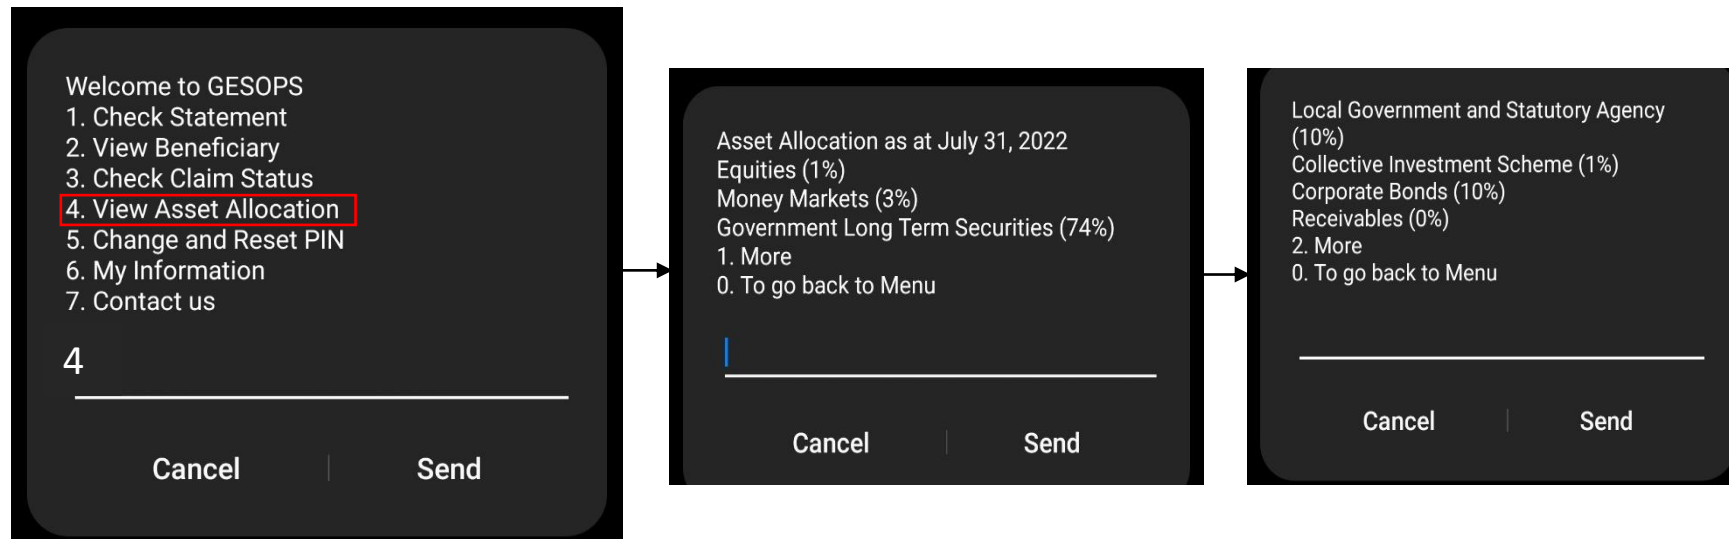 Welcome to GESOPS
1. Check Statement
2. View Beneficiary
3. Check Claim Status
4. View Asset Allocation
5. Change and Reset PIN
6. My Information
7. Contact us
4
Cancel
Send
Asset Allocation as at July 31, 2022
Equities (1%)
Money Markets (3%)
Government Long Term Securities (74%)
1. More
0. To go back to Menu
Cancel
Send
Local Government and Statutory Agency
(10%)
Collective Investment Scheme (1%)
Corporate Bonds (10%)
Receivables (0%)
2. More
0. To go back to Menu
Cancel
Send